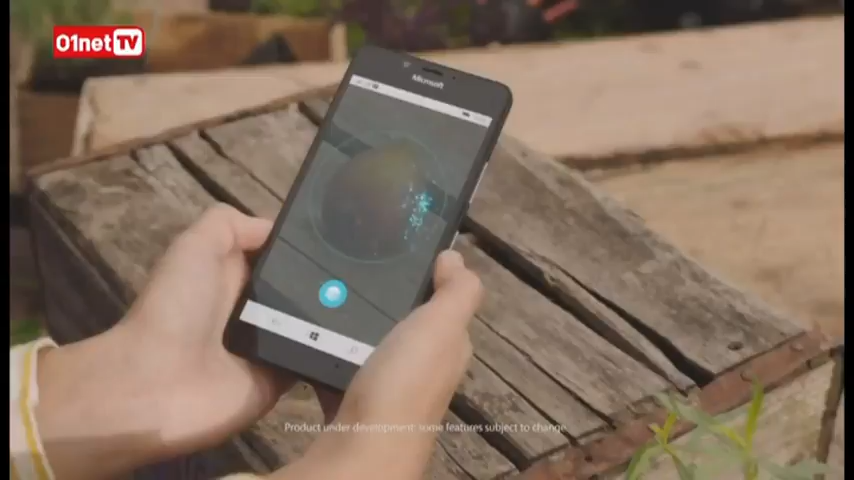 01net TV
Microsoft
Product under development: some features subject to change.